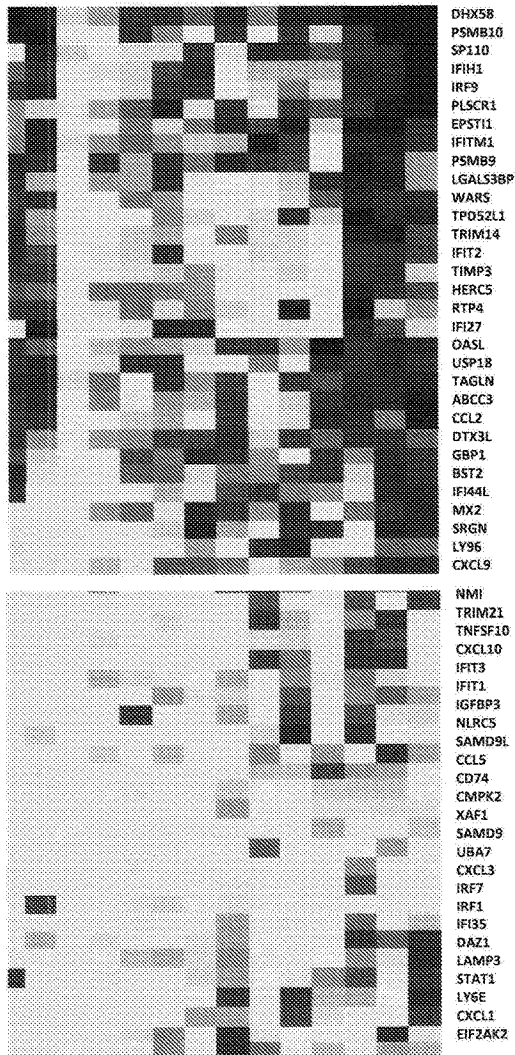 DHX58
PSMB10
SP110
IFIH1
IRF9
PLSCR1
EPSTI1
IFITM1
PSMB9
LGALS3BP
WARS
TPD52L1
TRIM14
IFIT2
TIMP3
HERC5
RTP4
IFI27
OASL
USP18
TAGLN
ABCC3
CCL2
DTX3L
GBP1
BST2
IFI44L
MX2
SRGN
LY96
CXCL9
NMI
TRIM21
TNFSF10
CXCL10
IFIT3
IFIT1
IGFBP3
NLRC5
SAMD9L
CCL5
CD74
CMPK2
XAF1
SAMD9
UBA7
CXCL3
IRF7
IRF1
IFI35
DAZ1
LAMP3
STAT1
LY6E
CXCL1
EIF2AK2